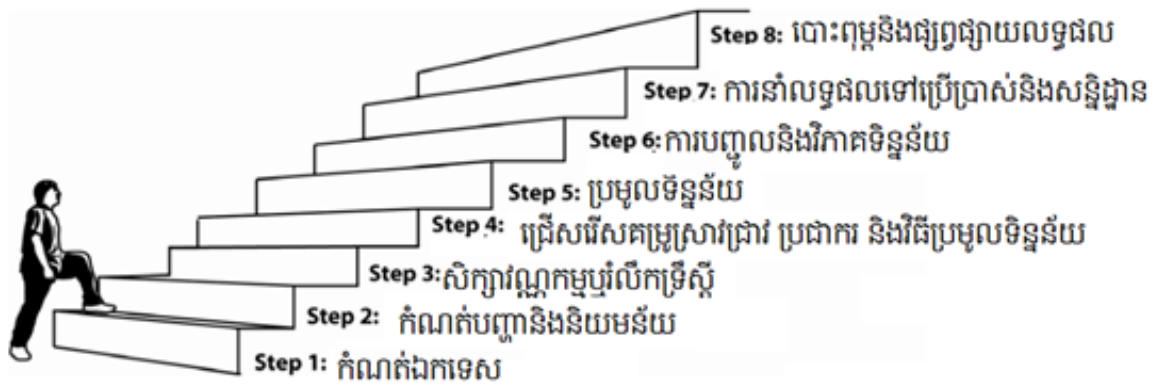 Step 8: បោះពុម្ពនិងផ្សព្វផ្សាយលទ្ធផល
Step 7: ការនាំលទ្ធផលទៅប្រើប្រាស់និងសន្និដ្ឋាន
Step 6: ការបញ្ចូលនិងវិភាគទិន្នន័យ
Step 5: ប្រមូលទិន្នន័យ
Step 4: ជ្រើសរើសគម្រូស្រាវជ្រាវ ប្រជាករ និងវិធីប្រមូលទិន្នន័យ
Step 3: សិក្សាវណ្ណកម្មឬរំលឹកទ្រឹស្តី
Step 2: កំណត់បញ្ហានិងនិយមន័យ
Step 1: កំណត់ឯកទេស